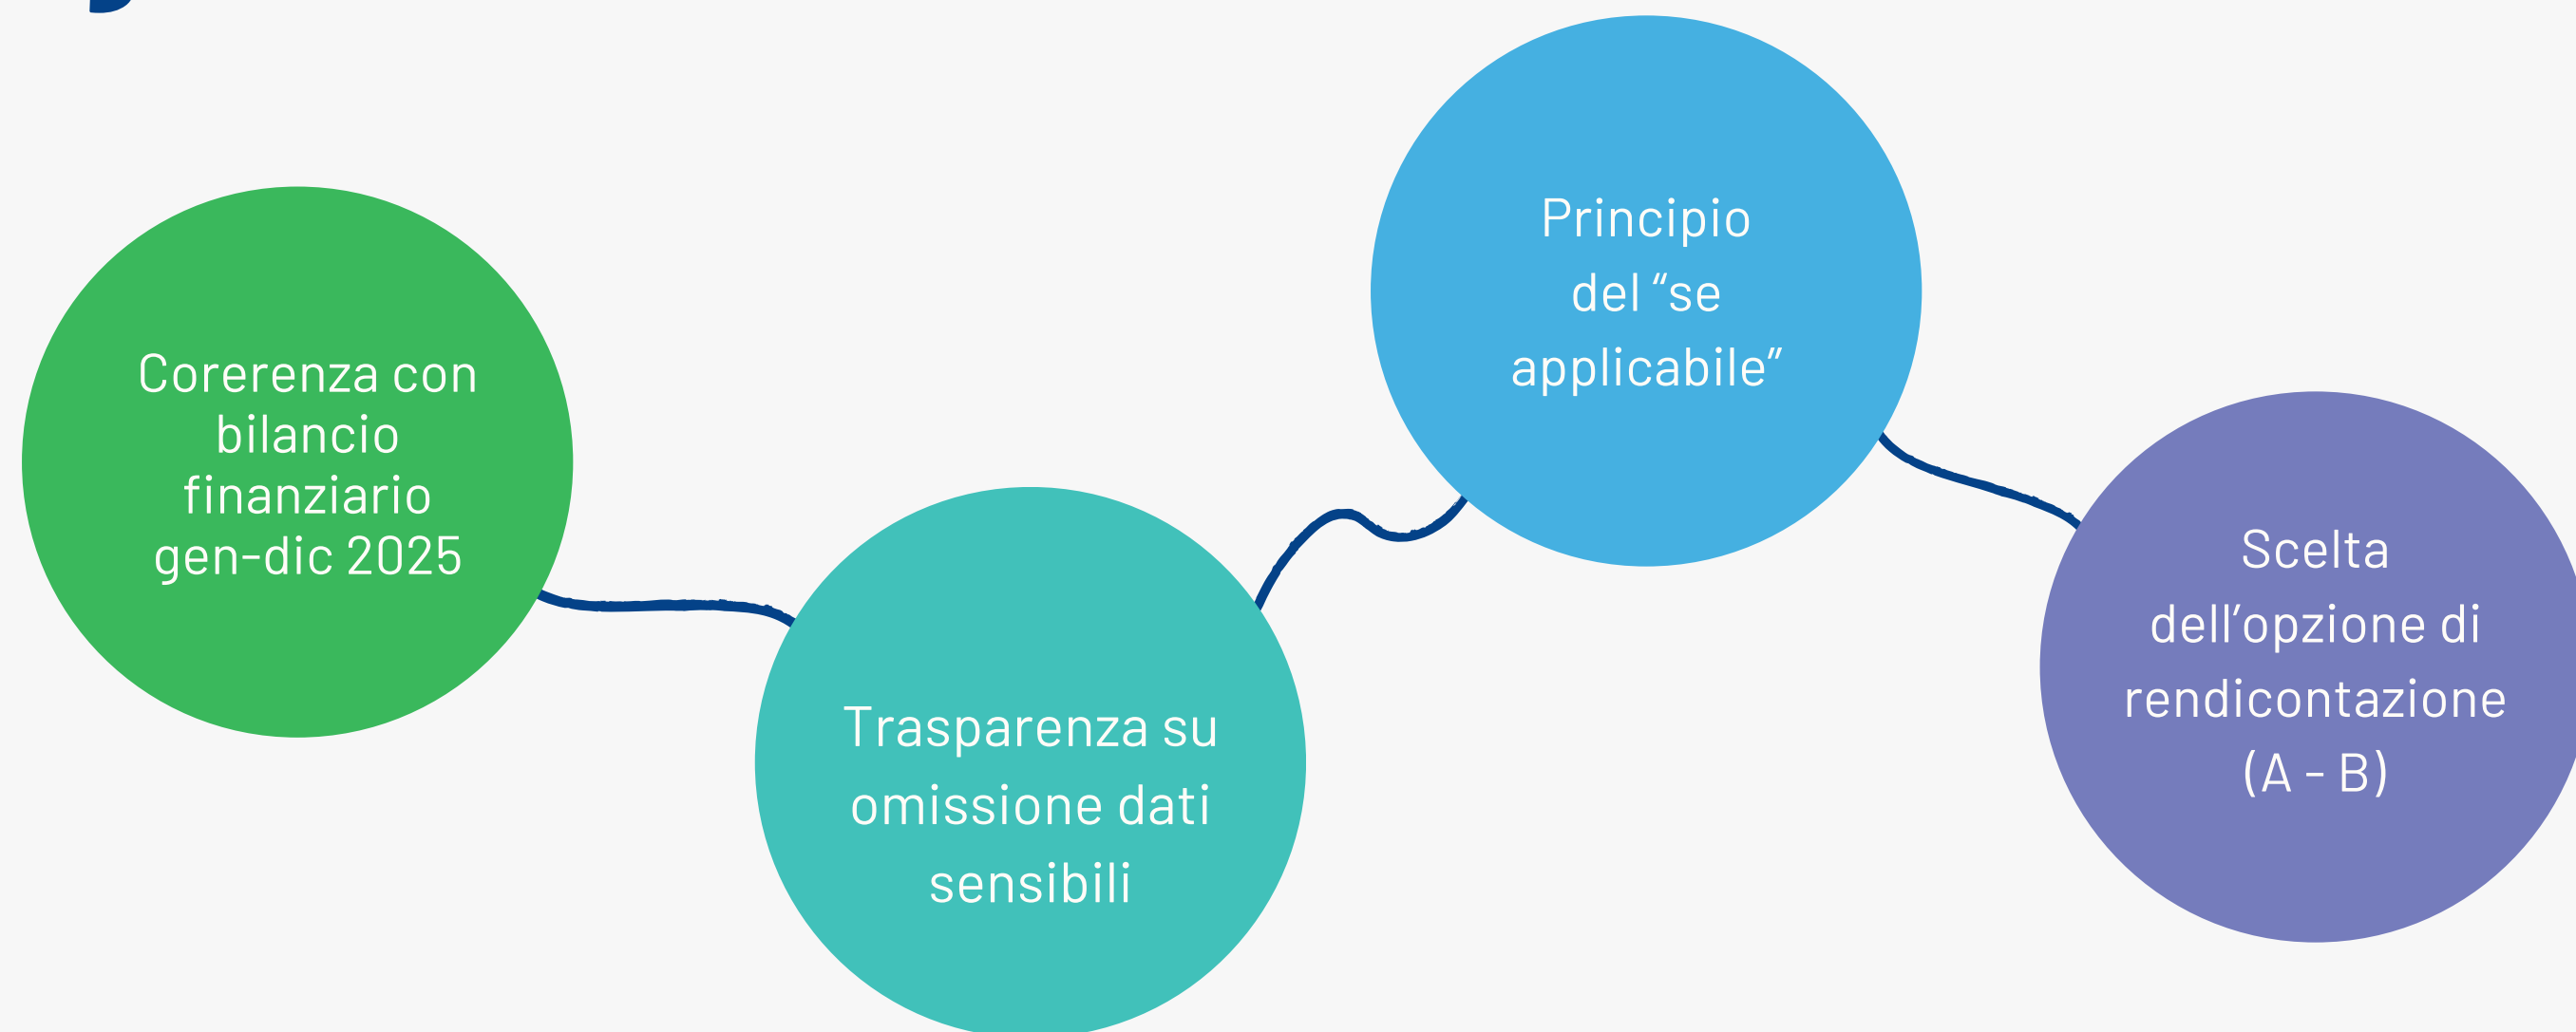 Corerenza con
bilancio
finanziario
gen-dic 2025
Trasparenza su
omissione dati
sensibili
Principio
del “se
applicabile”
Scelta
dell’opzione di
rendicontazione
(A - B)